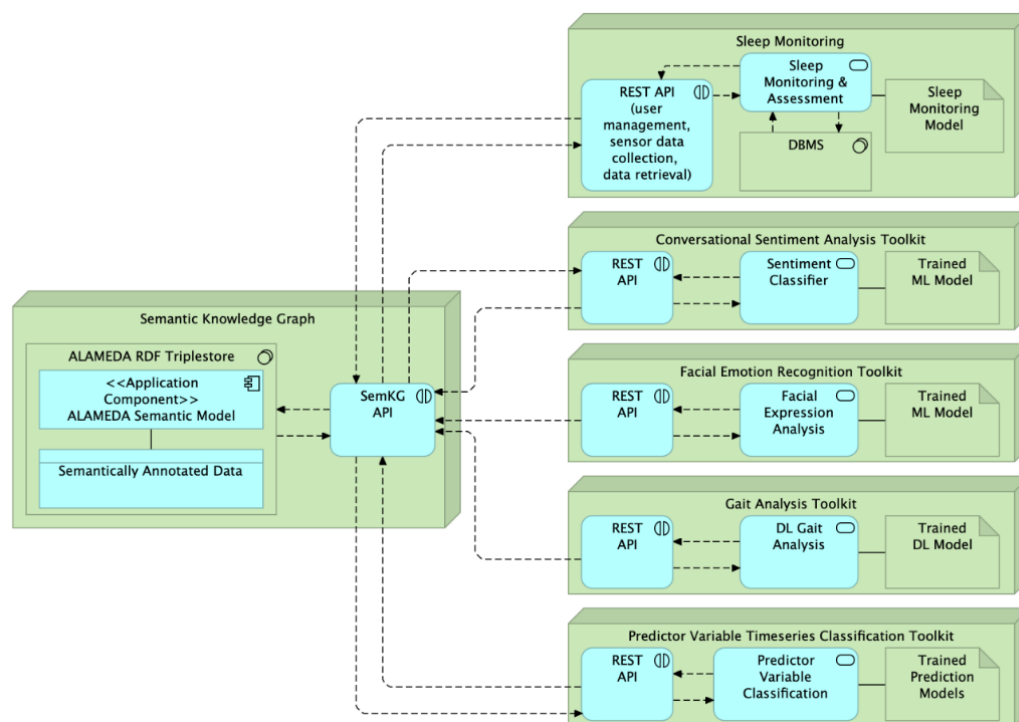 Sleep Monitoring
Sleep
Monitoring &
Assessment
REST API
(user
management,
sensor data
collection,
data retrieval)
Sleep
Monitoring
Model
DBMS
Conversational Sentiment Analysis Toolkit
REST
API
Sentiment
Classifier
Trained
ML Model
Semantic Knowledge Graph
ALAMEDA RDF Triplestore
<<Application
Component>>
ALAMEDA Semantic Model
Semantically Annotated Data
SemKG
API
Facial Emotion Recognition Toolkit
REST
API
Facial
Expression
Analysis
Trained
ML Model
Gait Analysis Toolkit
REST
API
DL Gait
Analysis
Trained
DL Model
Predictor Variable Timeseries Classification Toolkit
REST
API
Predictor
Variable
Classification
Trained
Prediction
Models